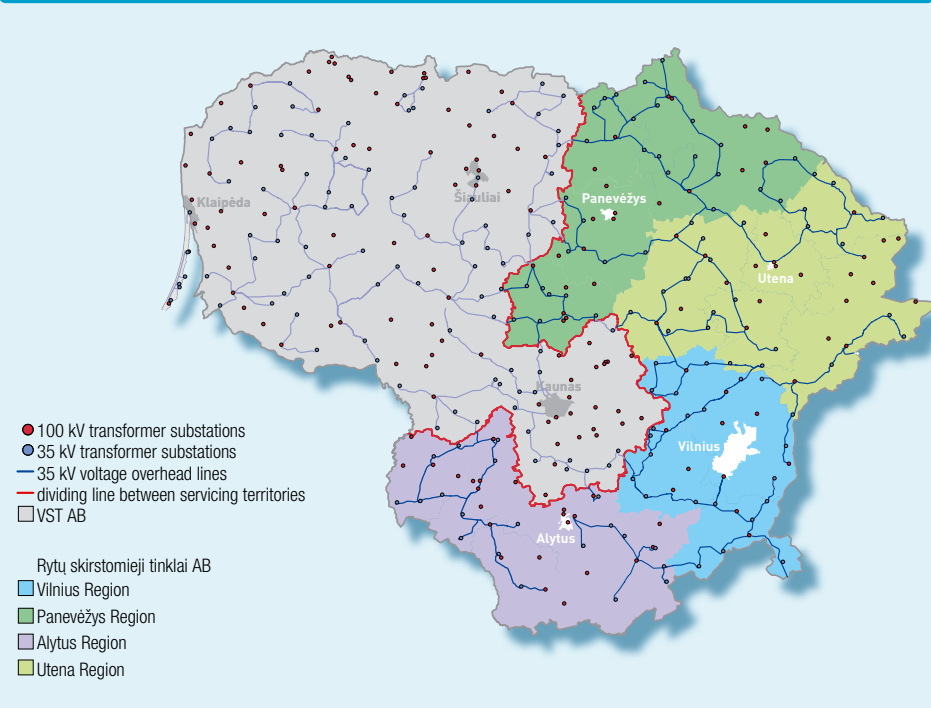 Klaipėda
Šiauliai
Panevėžys
Utena
Kaunas
Vilnius
Alytus
100 kV transformer substations
35 kV transformer substations
35 kV voltage overhead lines
dividing line between servicing territories
VST AB
Rytų skirstomieji tinklai AB
Vilnius Region
Panevėžys Region
Alytus Region
Utena Region